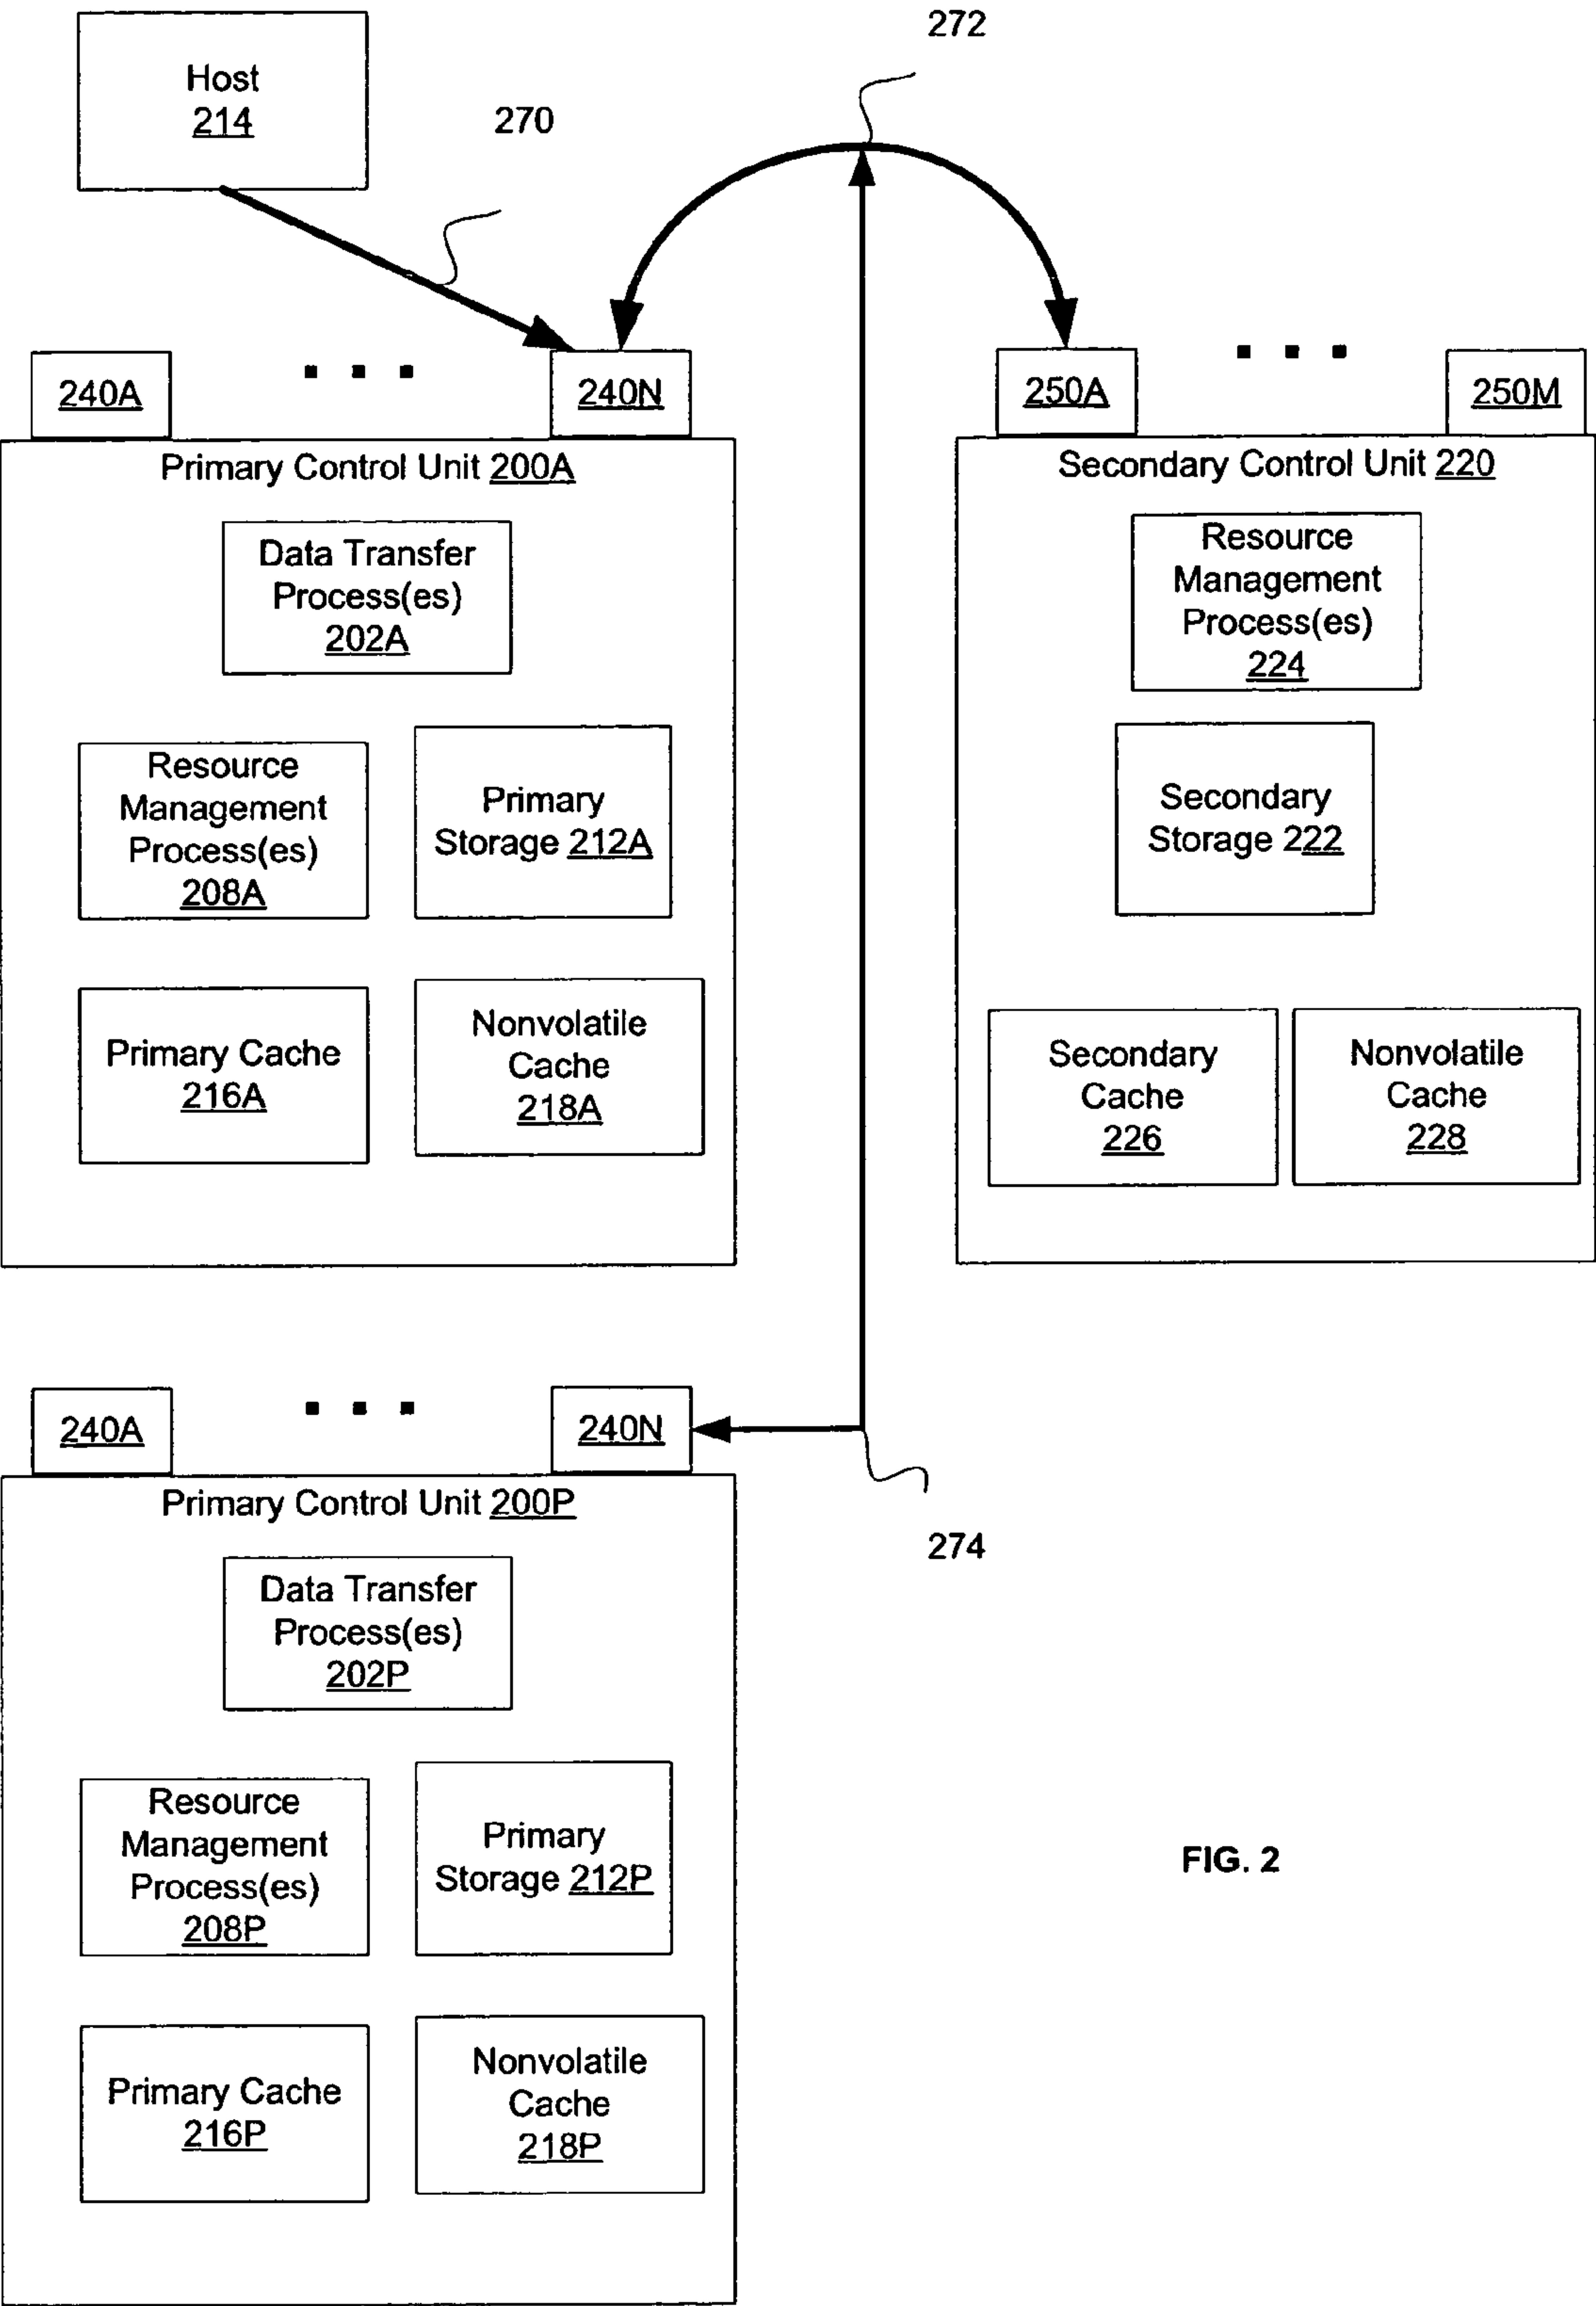 272
Host
214
270
240A
240N
250A
250M
Primary Control Unit 200A
Data Transfer
Process(es)
202A
Resource
Management
Process(es)
208A
Primary
Storage 212A
Primary Cache
216A
Nonvolatile
Cache
218A
Secondary Control Unit 220
Resource
Management
Process(es)
224
Secondary
Storage 222
Secondary
Cache
226
Nonvolatile
Cache
228
240A
240N
274
Primary Control Unit 200P
Data Transfer
Process(es)
202P
Resource
Management
Process(es)
208P
Primary
Storage 212P
Primary Cache
216P
Nonvolatile
Cache
218P
FIG. 2